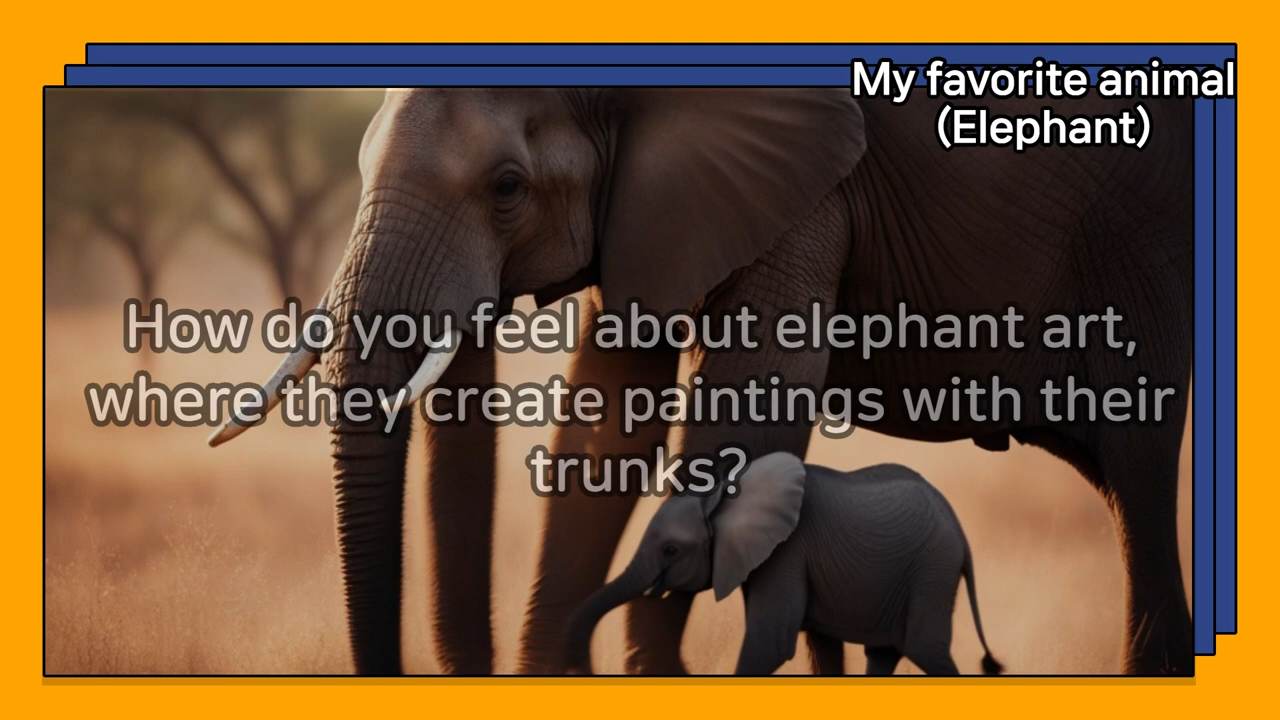 My favorite animal
(Elephant)
How do you feel about elephant art,
where they create paintings with their
trunks?